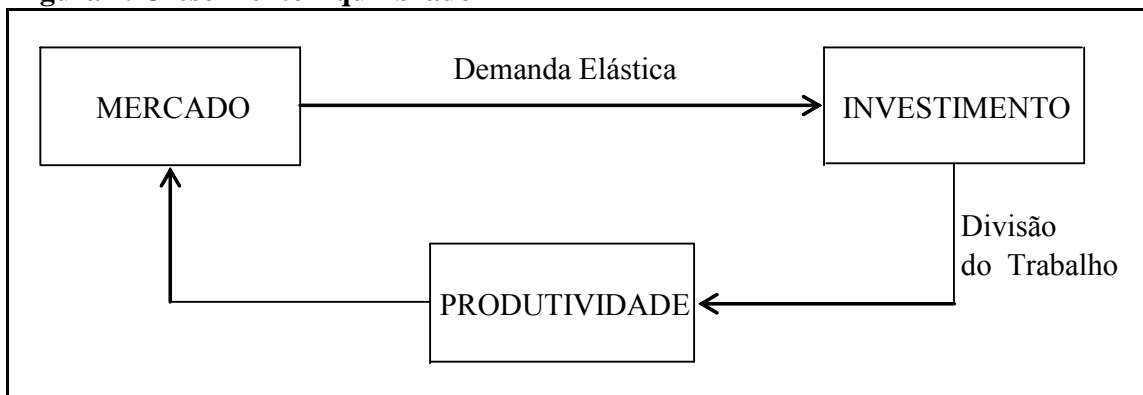 Demanda Elástica
MERCADO
INVESTIMENTO
Divisão
do Trabalho
PRODUTIVIDADE